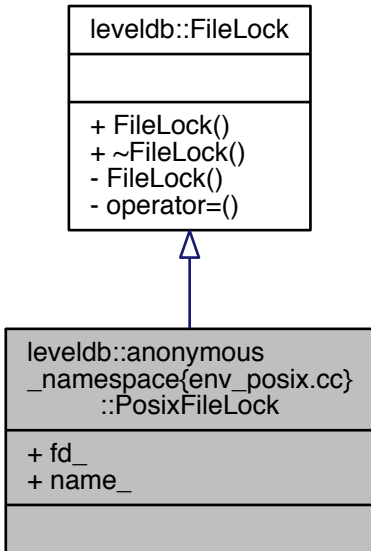 leveldb::FileLock
+ FileLock()
+ ~FileLock()
- FileLock()
- operator=()
leveldb::anonymous
_namespace{env_posix.cc}
::PosixFileLock
+ fd_
+ name_